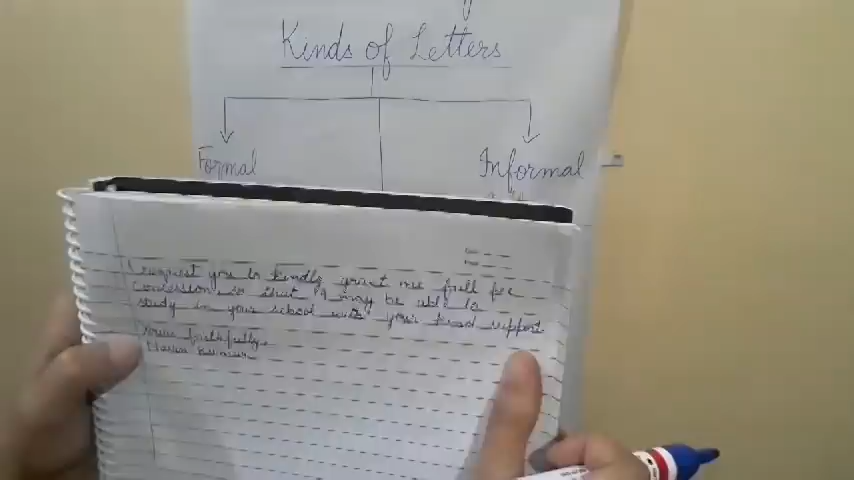 Kinds of Letters
Formal
Informal
I request you to kindly grant me full fee
concession so that I may be able to
study in your school with your kind support
Yours faithfully
Kumar